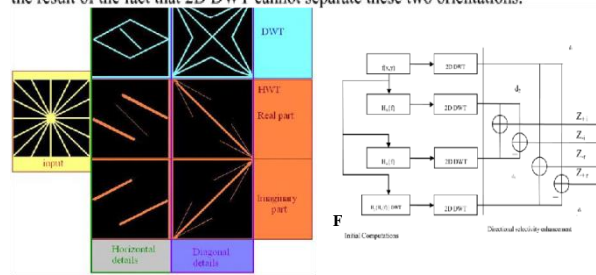 the result of the fact that 2D DWT cannot separate these two orientations.
DWT
HWT
Real part
input
Imaginary
part
Horizontal
details
Diagonal
details
f(x,y)
2D DWT
2D DWT
2D DWT
2D DWT
F
Initial Computations
Directional selectivity enhancement